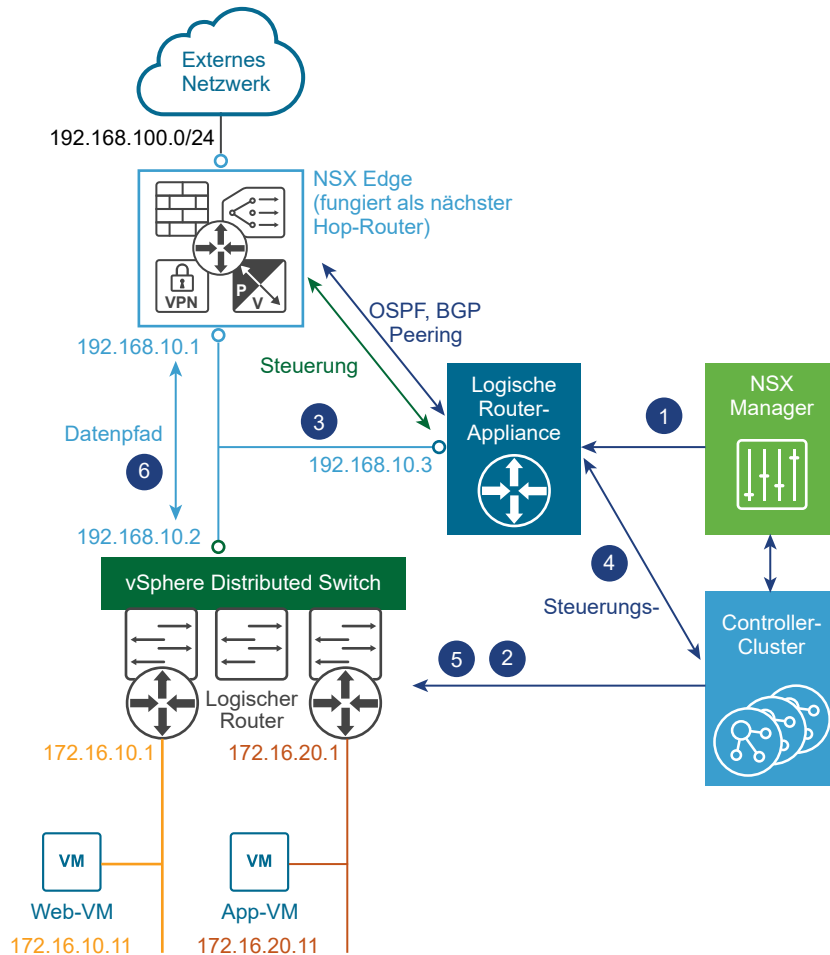 Externes
Netzwerk
192.168.100.0/24
NSX Edge
(fungiert als nächster
Hop-Router)
VPN
P
V
OSPF, BGP
Peering
192.168.10.1
Steuerung
Logische
Router-
Appliance
NSX
Manager
3
1
Datenpfad
6
192.168.10.3
192.168.10.2
4
vSphere Distributed Switch
Steuerungs-
Controller-
Cluster
5
2
Logischer
Router
172.16.10.1
172.16.20.1
VM
VM
Web-VM
App-VM
172.16.10.11
172.16.20.11